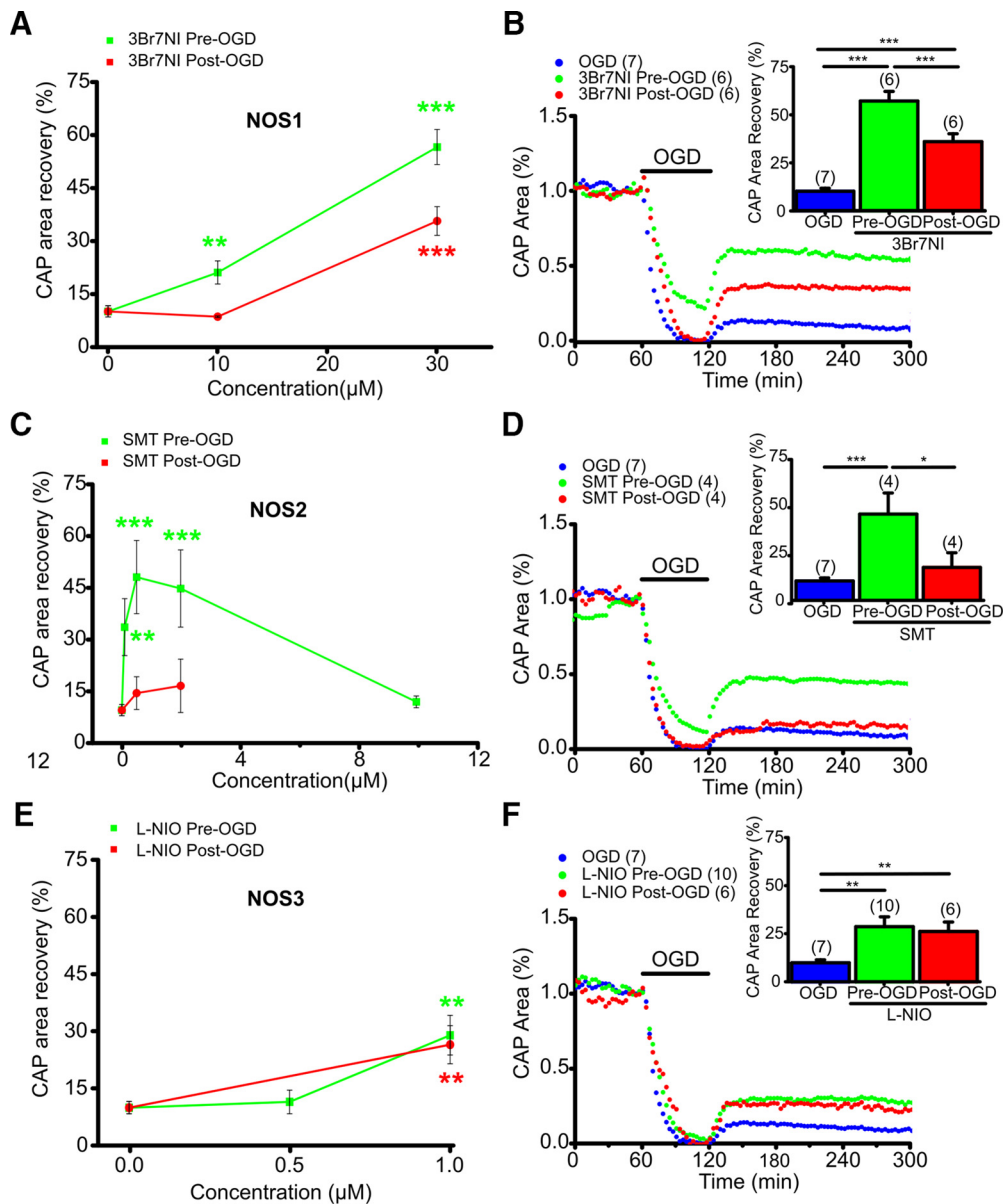 A
3Br7NI Pre-OGD
3Br7NI Post-OGD
NOS1
***
**
***
75
60
45
30
15
0
CAP area recovery (%)
0 10 20 30
Concentration(µM)
B
OGD (7)
3Br7NI Pre-OGD (6)
3Br7NI Post-OGD (6)
OGD
1.5
1.0
0.5
0.0
CAP Area (%)
0 60 120 180 240 300
Time (min)
***
*** ***
(7) (6) (6)
75
50
25
0
CAP Area Recovery (%)
OGD Pre-OGD Post-OGD
3Br7NI
C
SMT Pre-OGD
SMT Post-OGD
NOS2
*** ***
**
75
60
45
30
15
0
CAP area recovery (%)
12
0 4 8 12
Concentration(µM)
D
OGD (7)
SMT Pre-OGD (4)
SMT Post-OGD (4)
OGD
1.5
1.0
0.5
0.0
CAP Area (%)
0 60 120 180 240 300
Time (min)
*** *
(7) (4) (4)
75
50
25
0
CAP Area Recovery (%)
OGD Pre-OGD Post-OGD
SMT
E
L-NIO Pre-OGD
L-NIO Post-OGD
NOS3
**
**
75
60
45
30
15
0
CAP area recovery (%)
0.0 0.5 1.0
Concentration (µM)
F
OGD (7)
L-NIO Pre-OGD (10)
L-NIO Post-OGD (6)
OGD
1.5
1.0
0.5
0.0
CAP Area (%)
0 60 120 180 240 300
Time (min)
**
**
(7) (10) (6)
75
50
25
0
CAP Area Recovery (%)
OGD Pre-OGD Post-OGD
L-NIO